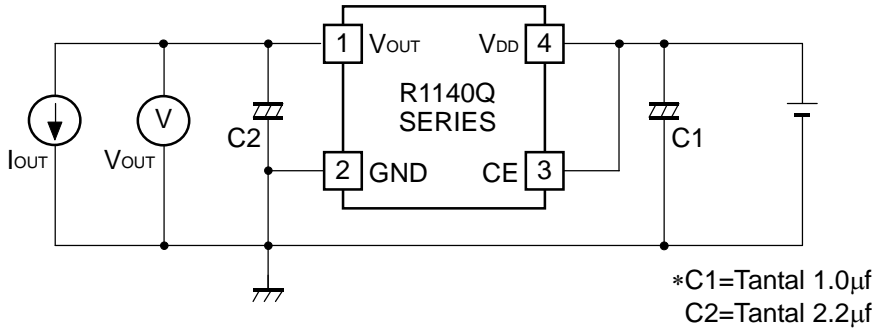 1 VOUT VDD 4
R1140Q
SERIES
IOUT
V
VOUT
C2
2 GND CE 3
C1
*C1=Tantal 1.0μf
C2=Tantal 2.2μf